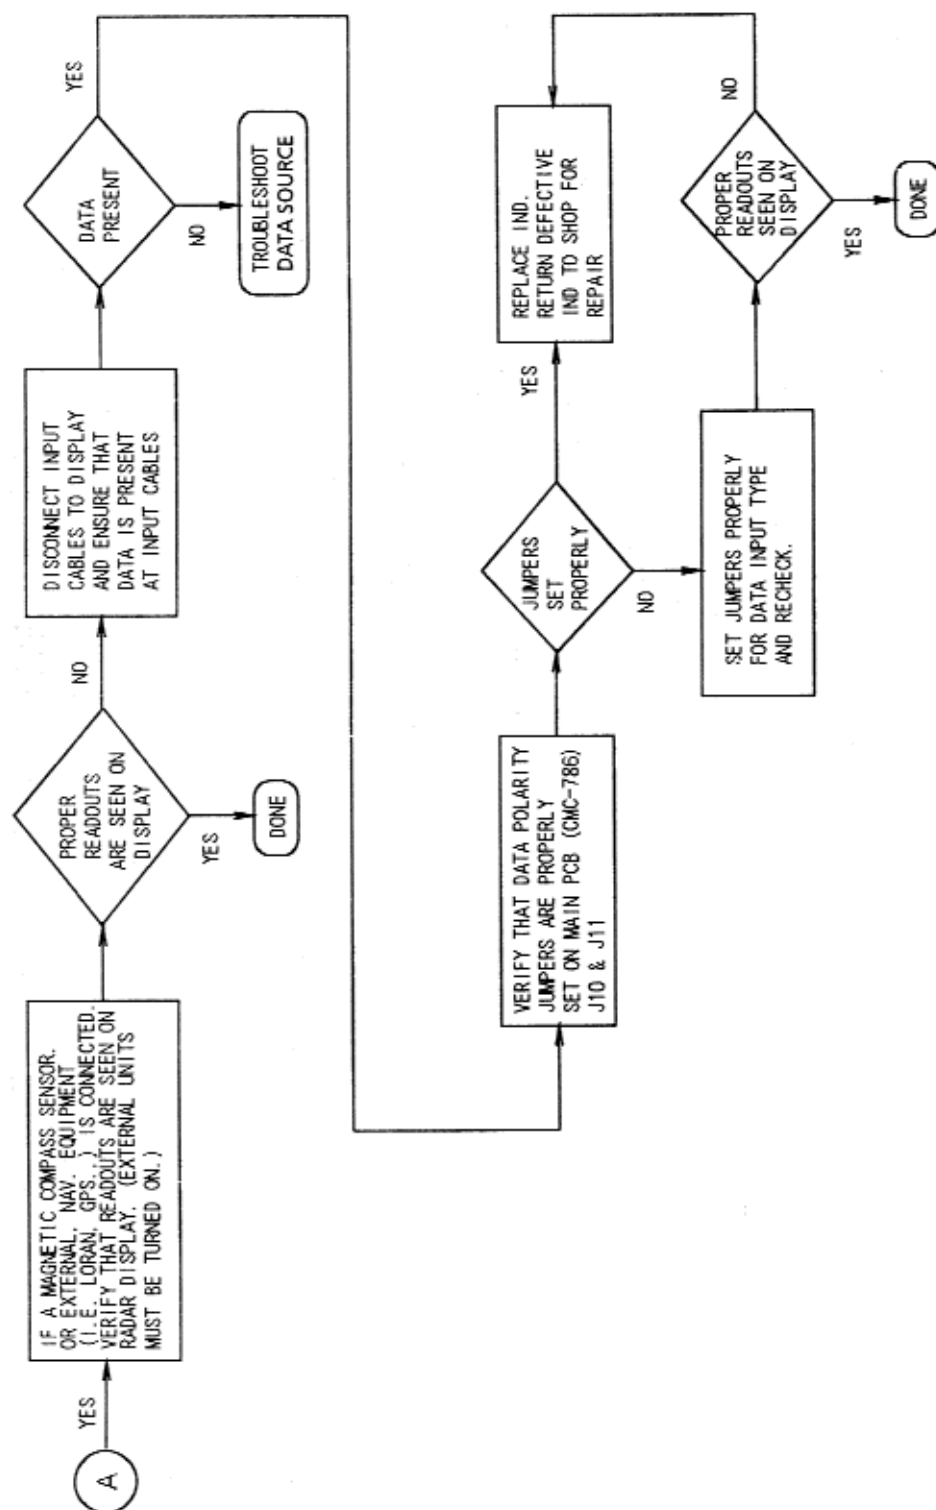 A
YES
IF A MAGNETIC COMPASS SENSOR.
OR EXTERNAL. NAV. EQUIPMENT
(I.E. LORAN, GPS..) IS CONNECTED.
VERIFY THAT READOUTS ARE SEEN ON
RADAR DISPLAY. (EXTERNAL UNITS
MUST BE TURNED ON.)
PROPER
READOUTS
ARE SEEN ON
DISPLAY
YES
DONE
NO
DISCONNECT INPUT
CABLES TO DISPLAY
AND ENSURE THAT
DATA IS PRESENT
AT INPUT CABLES
DATA
PRESENT
NO
TROUBLESHOOT
DATA SOURCE
YES
VERIFY THAT DATA POLARITY
JUMPERS ARE PROPERLY
SET ON MAIN PCB (CMC-786)
J10 & J11
JUMPERS
SET
PROPERLY
YES
REPLACE IND.
RETURN DEFECTIVE
IND TO SHOP FOR
REPAIR
NO
SET JUMPERS PROPERLY
FOR DATA INPUT TYPE
AND RECHECK.
PROPER
READOUTS
SEEN ON
DISPLAY
NO
YES
DONE